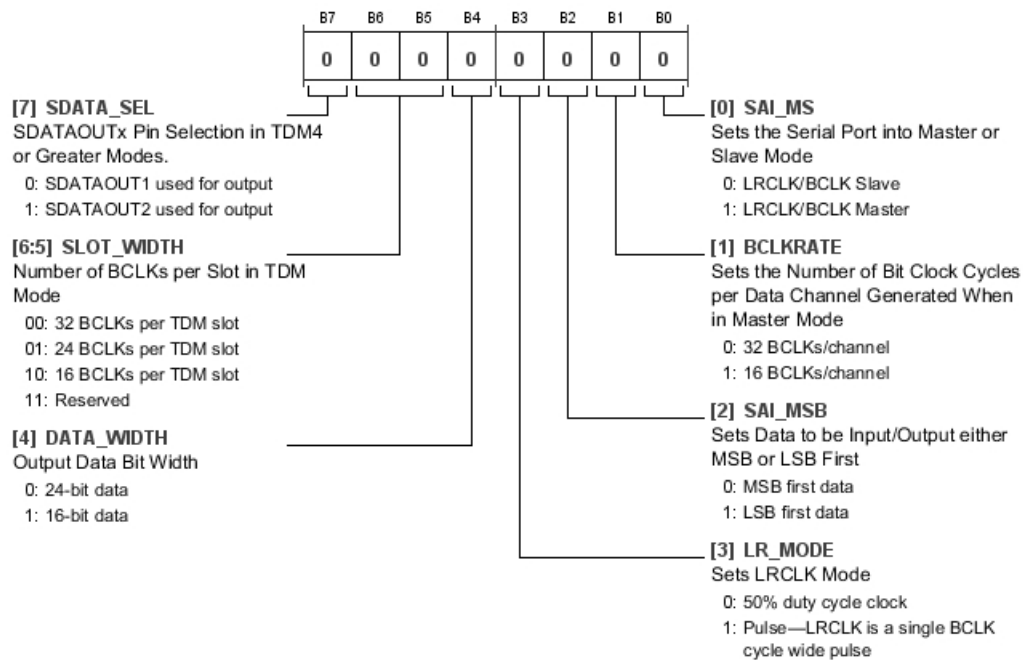 B7 B6 B5 B4 B3 B2 B1 B0
0 0 0 0 0 0 0 0
[7] SDATA_SEL
SDATAOUTx Pin Selection in TDM4
or Greater Modes.
0: SDATAOUT1 used for output
1: SDATAOUT2 used for output
[6:5] SLOT_WIDTH
Number of BCLKs per Slot in TDM
Mode
00: 32 BCLKs per TDM slot
01: 24 BCLKs per TDM slot
10: 16 BCLKs per TDM slot
11: Reserved
[4] DATA_WIDTH
Output Data Bit Width
0: 24-bit data
1: 16-bit data
[0] SAI_MS
Sets the Serial Port into Master or
Slave Mode
0: LRCLK/BCLK Slave
1: LRCLK/BCLK Master
[1] BCLKRATE
Sets the Number of Bit Clock Cycles
per Data Channel Generated When
in Master Mode
0: 32 BCLKs/channel
1: 16 BCLKs/channel
[2] SAI_MSB
Sets Data to be Input/Output either
MSB or LSB First
0: MSB first data
1: LSB first data
[3] LR_MODE
Sets LRCLK Mode
0: 50% duty cycle clock
1: Pulse—LRCLK is a single BCLK
cycle wide pulse